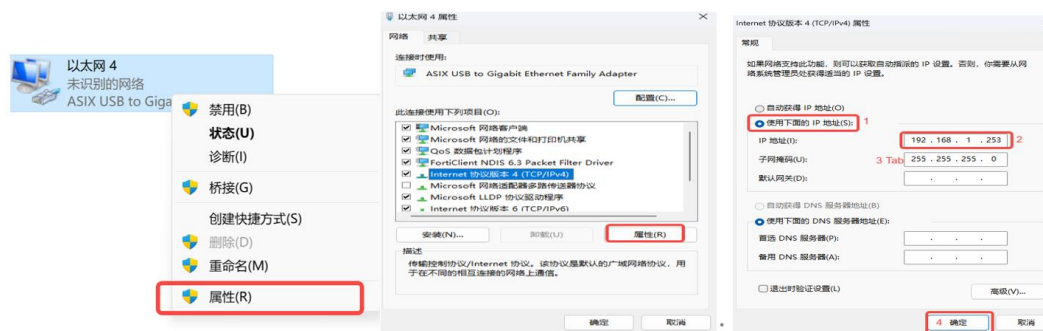 以太网 4
未识别的网络
ASIX USB to Giga
禁用(B)
状态(U)
诊断(I)
桥接(G)
创建快捷方式(S)
删除(D)
重命名(M)
属性(R)
以太网 4 属性
网络 共享
连接时使用:
ASIX USB to Gigabit Ethernet Family Adapter
配置(C)...
此连接使用下列项目(O):
Microsoft 网络客户端
Microsoft 网络的文件和打印机共享
QoS 数据包计划程序
FortiClient NDIS 6.3 Packet Filter Driver
Internet 协议版本 4 (TCP/IPv4)
Microsoft 网络适配器多路传送器协议
Microsoft LLDP 协议驱动程序
Internet 协议版本 6 (TCP/IPv6)
安装(N)... 卸载(U) 属性(R)
描述
传输控制协议/Internet 协议。该协议是默认的广域网络协议，用
于在不同的相互连接的网络上通信。
确定 取消
。
Internet 协议版本 4 (TCP/IPv4) 属性
常规
如果网络支持此功能，则可以获取自动指派的 IP 设置。否则，你需要从网
络系统管理员处获得适当的 IP 设置。
自动获得 IP 地址(O)
使用下面的 IP 地址(S): 1
IP 地址(I): 192 . 168 . 1 . 253 2
子网掩码(U): 3 Tab 255 . 255 . 255 . 0
默认网关(D): . . .
自动获得 DNS 服务器地址(B)
使用下面的 DNS 服务器地址(E):
首选 DNS 服务器(P): . . .
备用 DNS 服务器(A): . . .
退出时验证设置(L) 高级(V)...
4 确定 取消